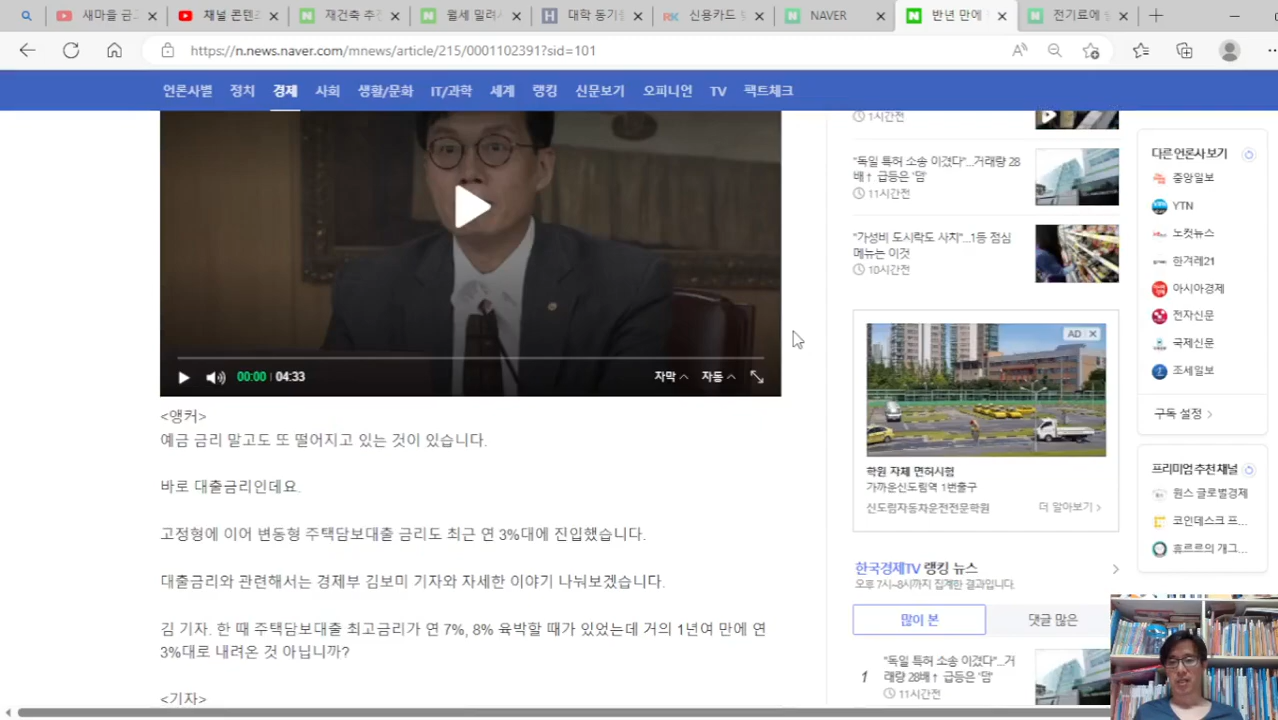 새마을 금
채널 콘텐츠
재건축 추진
월세 밀려서
대학 동기들
신용카드 등
NAVER
반년 만에
전기료에
https://n.news.naver.com/mnews/article/215/0001102391?sid=101
언론사별 정치 경제 사회 생활/문화 IT/과학 세계 랭킹 신문보기 오피니언 TV 팩트체크
00:00 | 04:33
자막 자동
<앵커>
예금 금리 말고도 또 떨어지고 있는 것이 있습니다.
바로 대출금리인데요.
고정형에 이어 변동형 주택담보대출 금리도 최근 연 3%대에 진입했습니다.
대출금리와 관련해서는 경제부 김보미 기자와 자세한 이야기 나눠보겠습니다.
김 기자. 한 때 주택담보대출 최고금리가 연 7%, 8% 육박할 때가 있었는데 거의 1년여 만에 연
3%대로 내려온 것 아닙니까?
<기자>
1시간전
"독일 특허 소송 이겼다"...거래량 28
배↑ 급등은 '덤'
11시간전
"가성비 도시락도 사치"...1등 점심
메뉴는 이것
10시간전
AD X
학원 자체 면허시험
가까운신도림역 1번출구
신도림자동차운전전문학원 더 알아보기 >
한국경제TV 랭킹 뉴스 >
오후 7시~8시까지 집계한 결과입니다.
많이 본 댓글 많은
1 "독일 특허 소송 이겼다"...거
래량 28배↑ 급등은 '덤'
11시간전
다른 언론사 보기
중앙일보
YTN
노컷뉴스
한겨레21
아시아경제
전자신문
국제신문
조세일보
구독 설정 >
프리미엄 추천 채널
원스 글로벌경제
코인데스크 프...
휴르르의 개그...